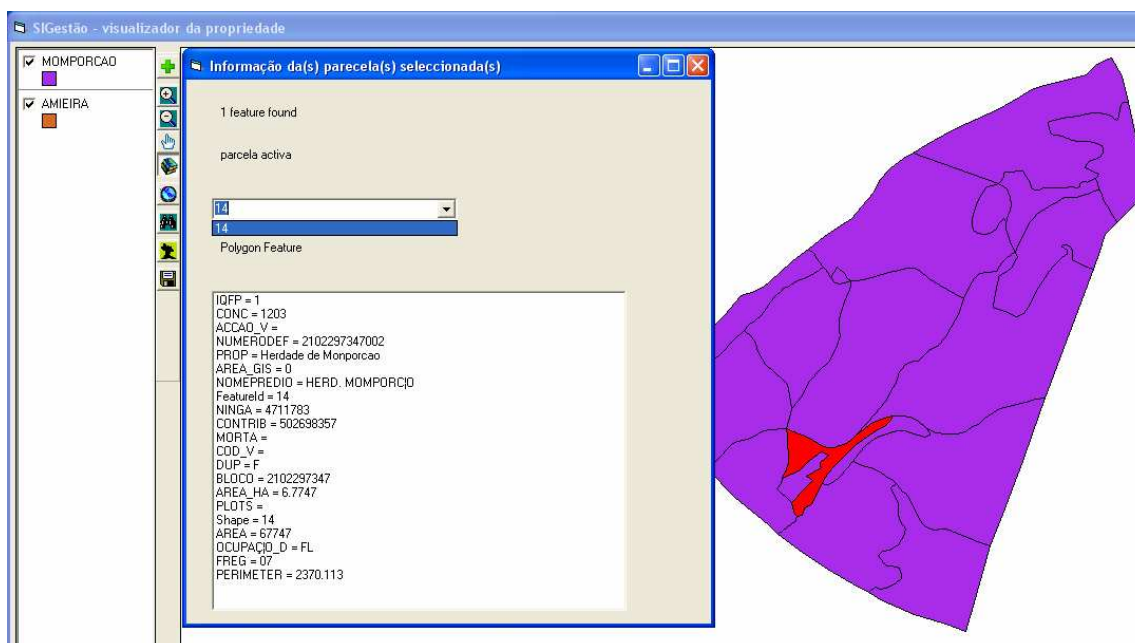 SIGestão - visualizador da propriedade
MOMPORCAO
AMIEIRA
Informação da(s) parecela(s) seleccionada(s)
1 feature found
parcela activa
14
14
Polygon Feature
IQFP = 1
CONC = 1203
ACCAO_V =
NUMERODEF = 2102297347002
PROP = Herdade de Monporcao
AREA_GIS = 0
NOMEPREDIO = HERD. MOMPORC¦O
FeatureId = 14
NINGA = 4711783
CONTRIB = 502698357
MORTA =
COD_V =
DUP = F
BLOCO = 2102297347
AREA_HA = 6.7747
PLOTS =
Shape = 14
AREA = 67747
OCUPAÇ¦O_D = FL
FREG = 07
PERIMETER = 2370.113